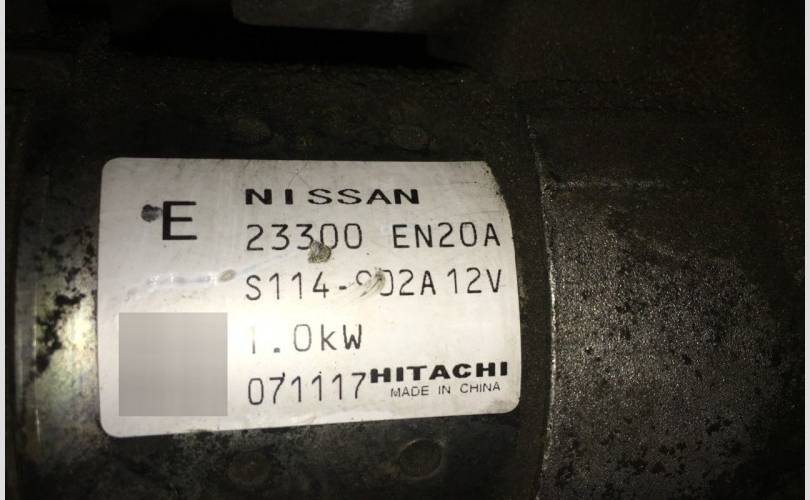 E
NISSAN
23300 EN20A
12V
1.0kW
071117 HITACHI
MADE IN CHINA